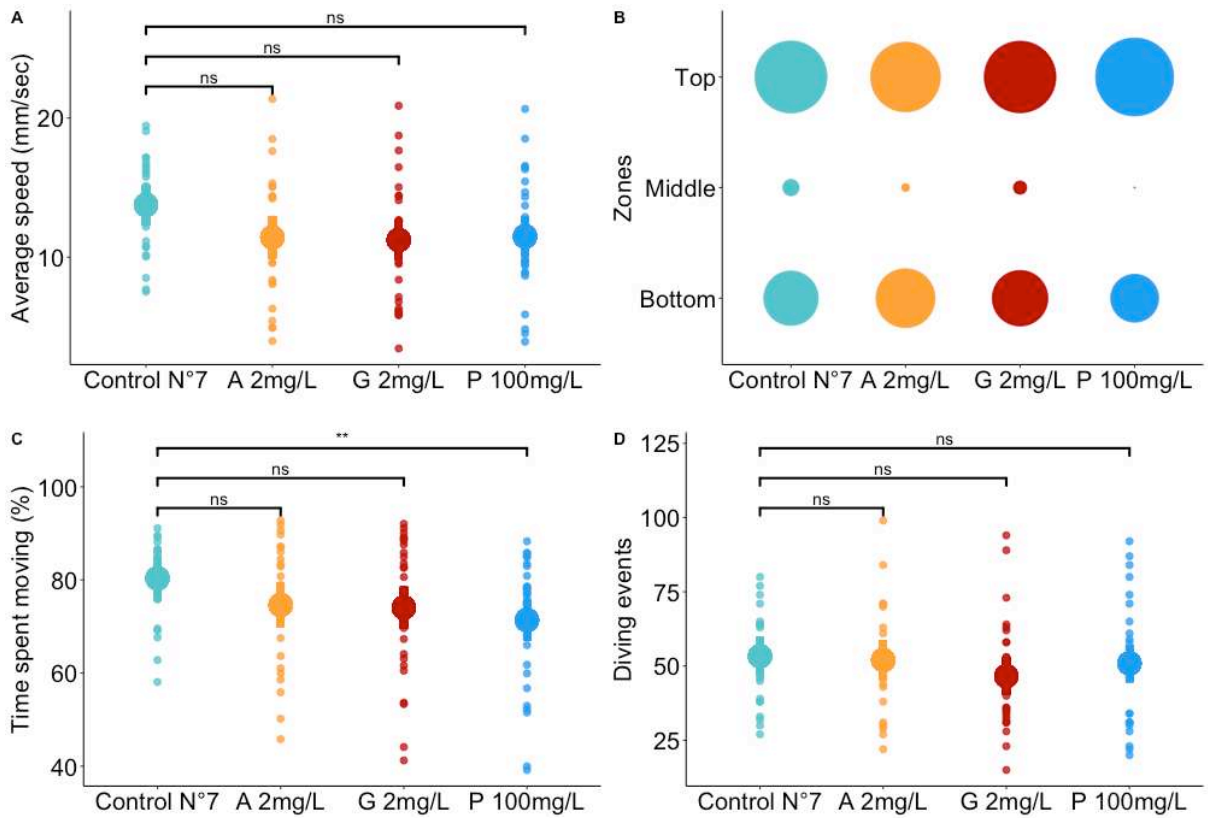 A
ns
ns
ns
Average speed (mm/sec)
20
10
Control N°7 A 2mg/L G 2mg/L P 100mg/L
B
Zones
Top
Middle
Bottom
Control N°7 A 2mg/L G 2mg/L P 100mg/L
C
**
ns
ns
Time spent moving (%)
100
80
60
40
Control N°7 A 2mg/L G 2mg/L P 100mg/L
D
ns
ns
ns
Diving events
125
100
75
50
25
Control N°7 A 2mg/L G 2mg/L P 100mg/L